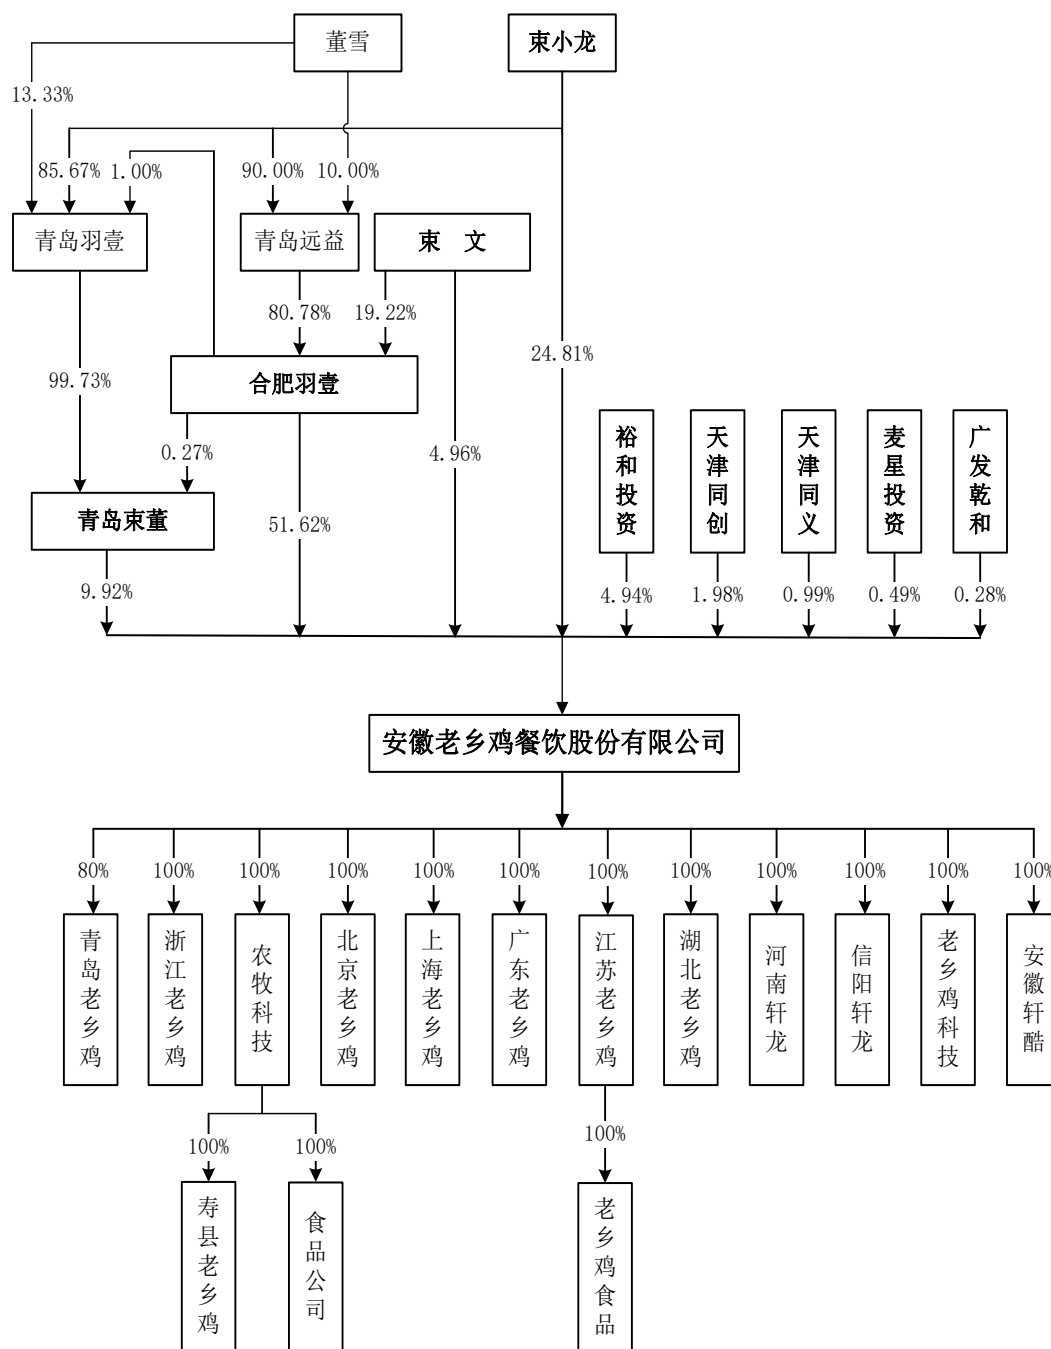 董雪
束小龙
13.33%
85.67%
1.00%
90.00%
10.00%
青岛羽壹
青岛远益
束 文
80.78%
19.22%
24.81%
99.73%
合肥羽壹
0.27%
4.96%
裕和投资
天津同创
天津同义
麦星投资
广发乾和
青岛束董
51.62%
9.92%
4.94%
1.98%
0.99%
0.49%
0.28%
安徽老乡鸡餐饮股份有限公司
80%
100%
100%
100%
100%
100%
100%
100%
100%
100%
100%
100%
青岛老乡鸡
浙江老乡鸡
农牧科技
北京老乡鸡
上海老乡鸡
广东老乡鸡
江苏老乡鸡
湖北老乡鸡
河南轩龙
信阳轩龙
老乡鸡科技
安徽轩酷
100%
100%
100%
寿县老乡鸡
食品公司
老乡鸡食品